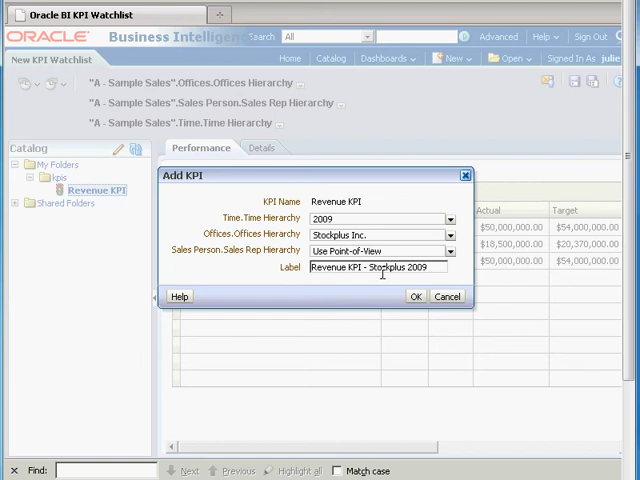 Oracle BI KPI Watchlist
ORACLE Business Intelligence Search All Advanced Help Sign Out
New KPI Watchlist Home Catalog Dashboards New Open Signed In As julie
"A - Sample Sales".Offices.Offices Hierarchy
"A - Sample Sales".Sales Person.Sales Rep Hierarchy
"A - Sample Sales".Time.Time Hierarchy
Catalog Performance Details
My Folders
kpis
Revenue KPI
Shared Folders
Add KPI
KPI Name Revenue KPI
Time.Time Hierarchy 2009
Offices.Offices Hierarchy Stockplus Inc.
Sales Person.Sales Rep Hierarchy Use Point-of-View
Label Revenue KPI - Stockplus 2009
Help OK Cancel
Actual Target
$50,000,000.00 $54,000,000.00
$18,500,000.00 $20,370,000.00
$50,000,000.00 $54,000,000.00
Find: Next Previous Highlight all Match case